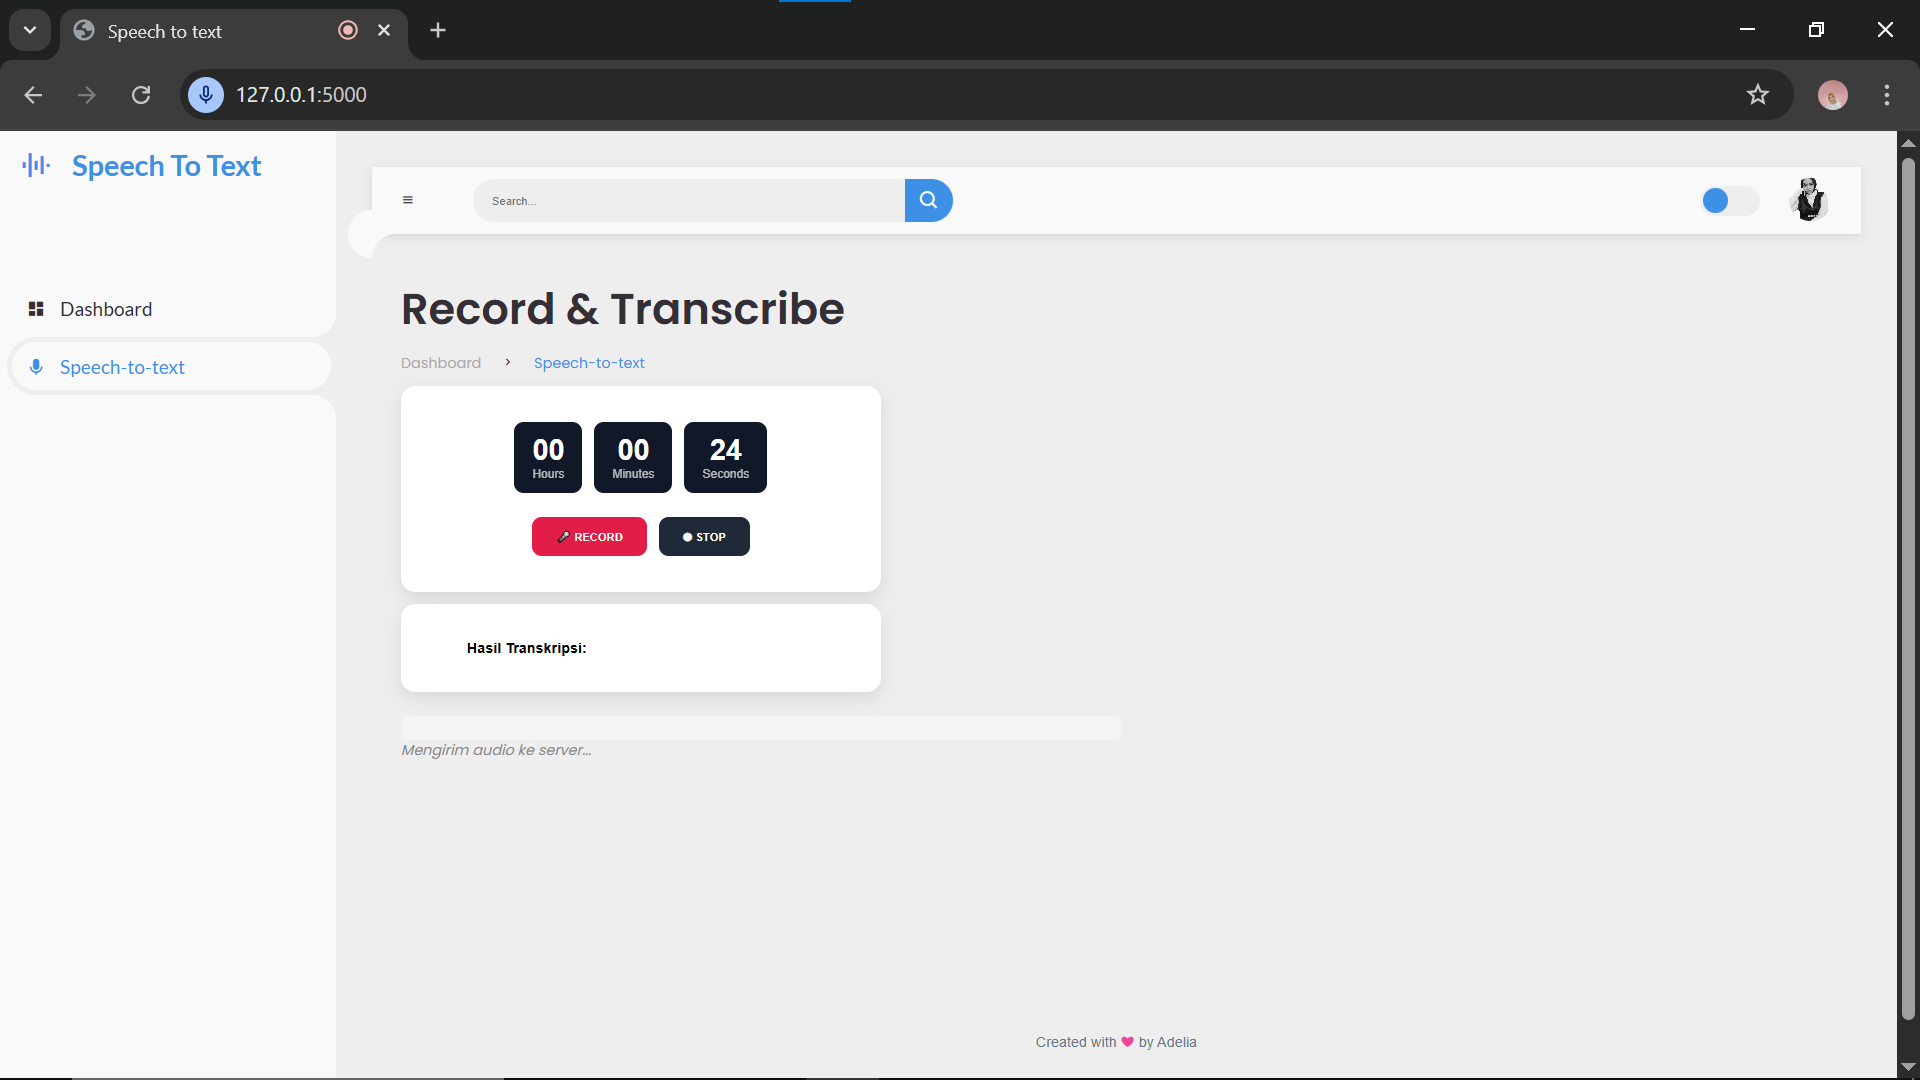 Speech to text
127.0.0.1:5000
Speech To Text
Search...
Dashboard
Speech-to-text
Record & Transcribe
Dashboard > Speech-to-text
00 00 24
Hours Minutes Seconds
RECORD STOP
Hasil Transkripsi:
Mengirim audio ke server...
Created with by Adelia